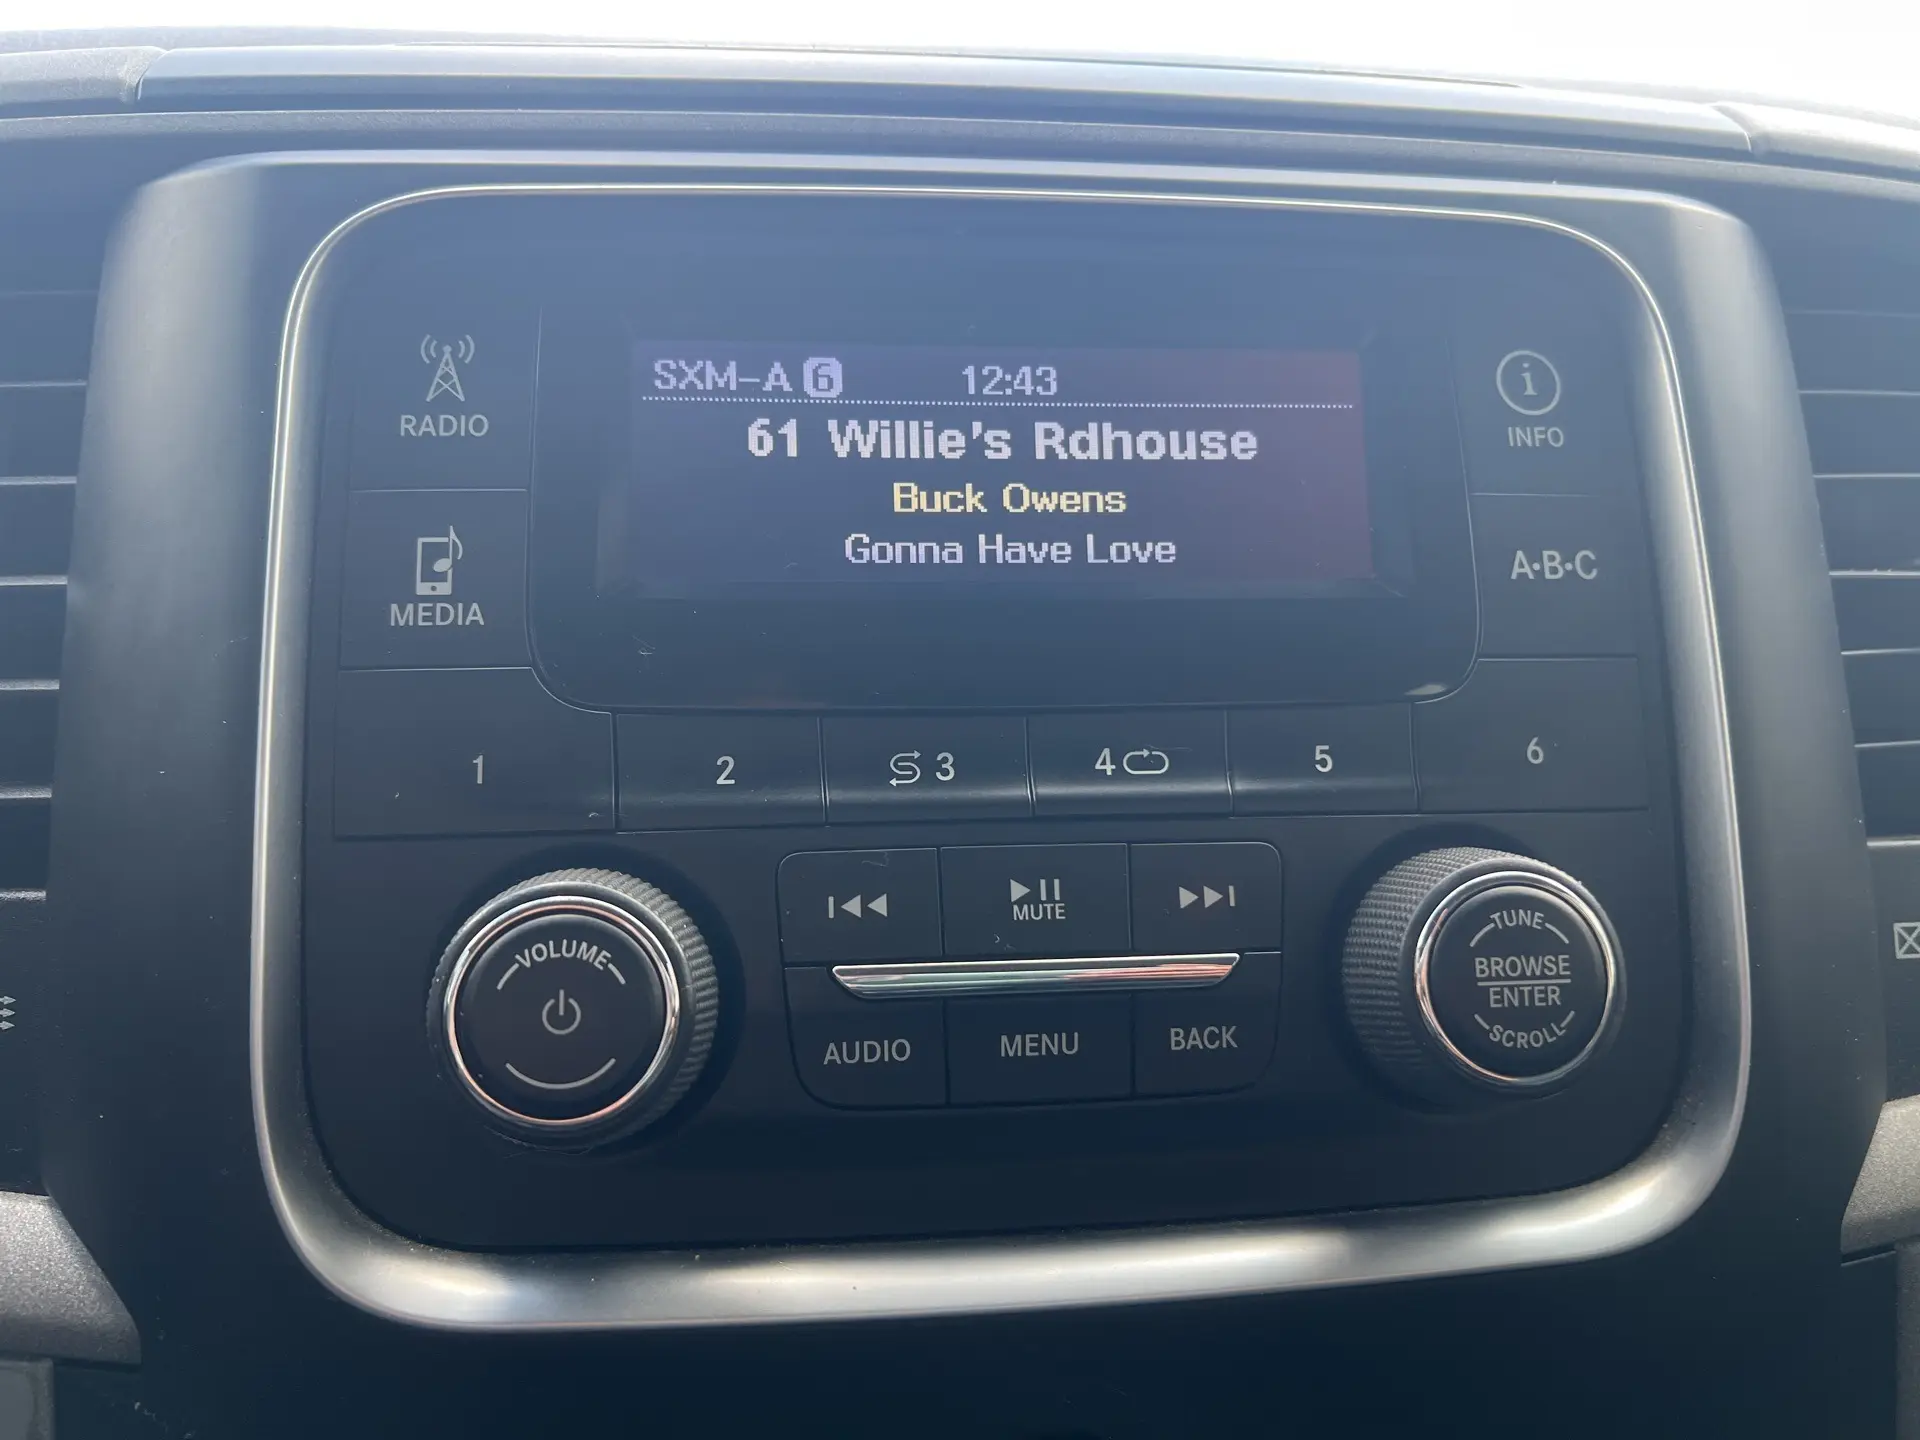 SXM-A 6 12:43
61 Willie's Rdhouse
Buck Owens
Gonna Have Love
RADIO
MEDIA
i
INFO
A·B·C
1
2
3
4
5
6
VOLUME
MUTE
AUDIO
MENU
BACK
TUNE
BROWSE
ENTER
SCROLL